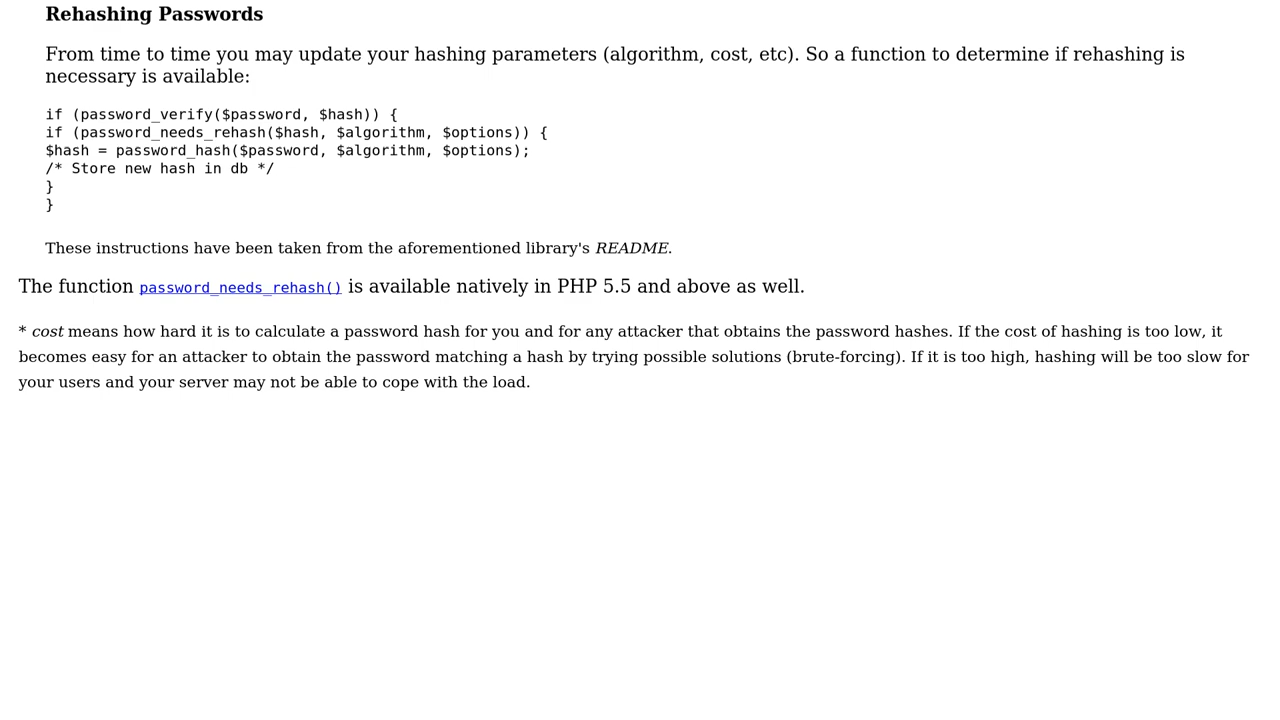 Rehashing Passwords
From time to time you may update your hashing parameters (algorithm, cost, etc). So a function to determine if rehashing is
necessary is available:
if (password_verify($password, $hash)) {
if (password_needs_rehash($hash, $algorithm, $options)) {
$hash = password_hash($password, $algorithm, $options);
/* Store new hash in db */
}
}
These instructions have been taken from the aforementioned library's README.
The function password_needs_rehash() is available natively in PHP 5.5 and above as well.
* cost means how hard it is to calculate a password hash for you and for any attacker that obtains the password hashes. If the cost of hashing is too low, it
becomes easy for an attacker to obtain the password matching a hash by trying possible solutions (brute-forcing). If it is too high, hashing will be too slow for
your users and your server may not be able to cope with the load.